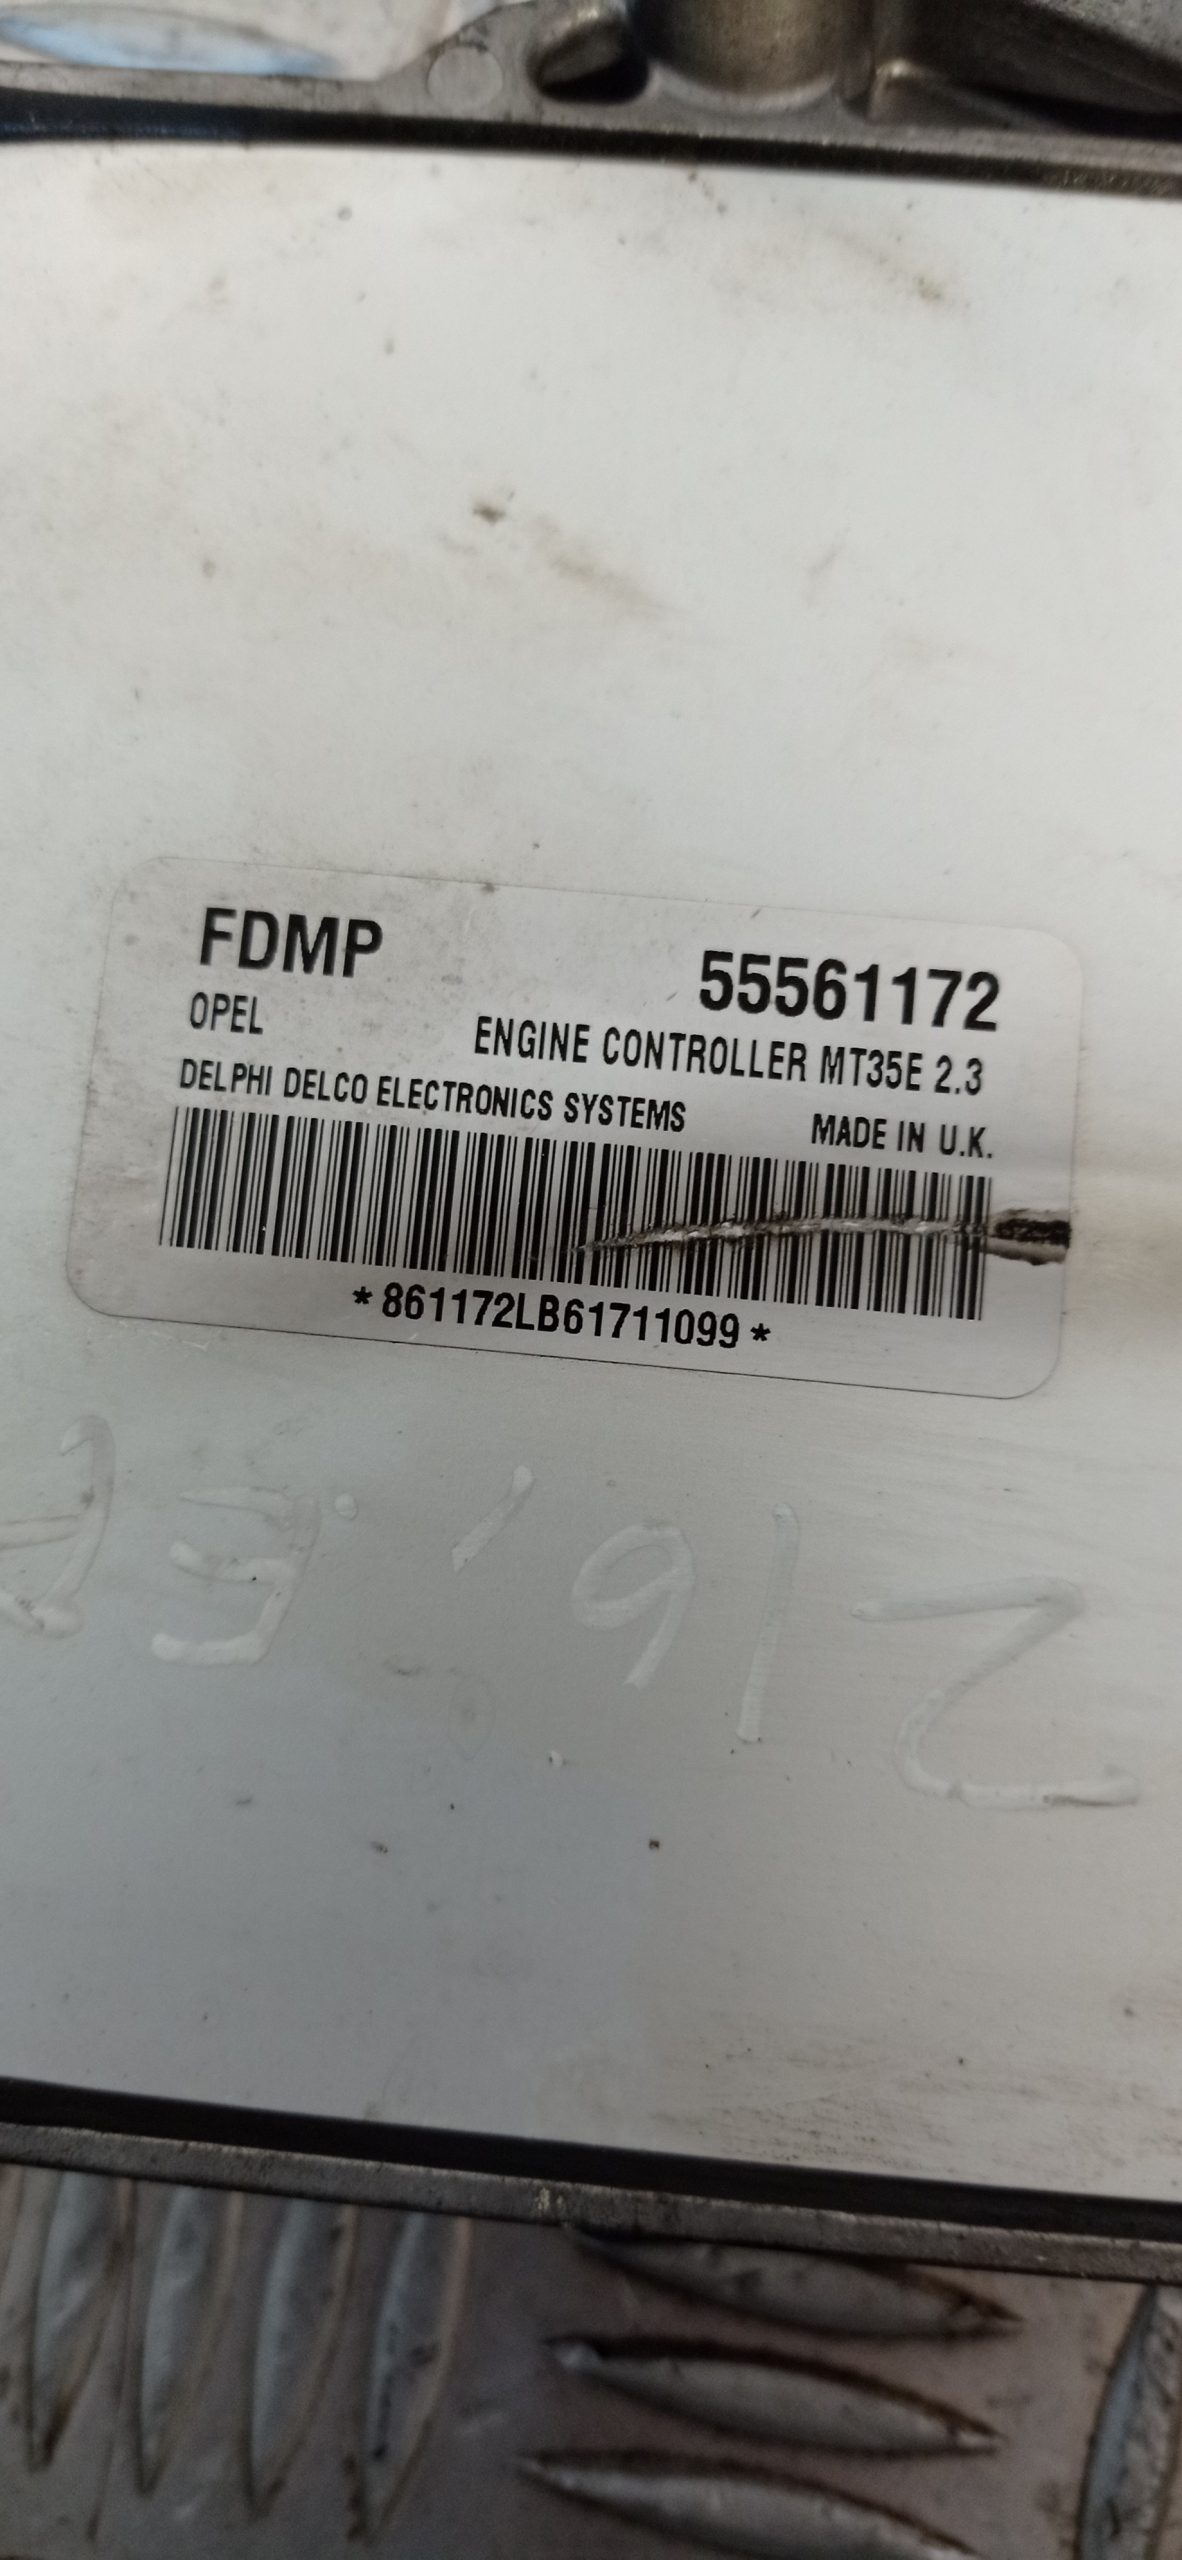 FDMP 55561172
OPEL ENGINE CONTROLLER MT35E 2.3
DELPHI DELCO ELECTRONICS SYSTEMS MADE IN U.K.
*861172LB61711099*